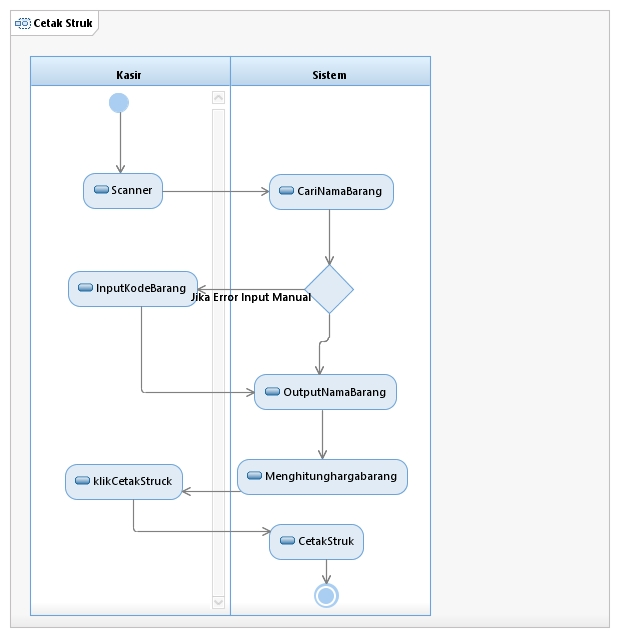 Cetak Struk
Kasir
Sistem
Scanner
CariNamaBarang
InputKodeBarang
Jika Error Input Manual
OutputNamaBarang
klikCetakStruck
Menghitunghargabarang
CetakStruk